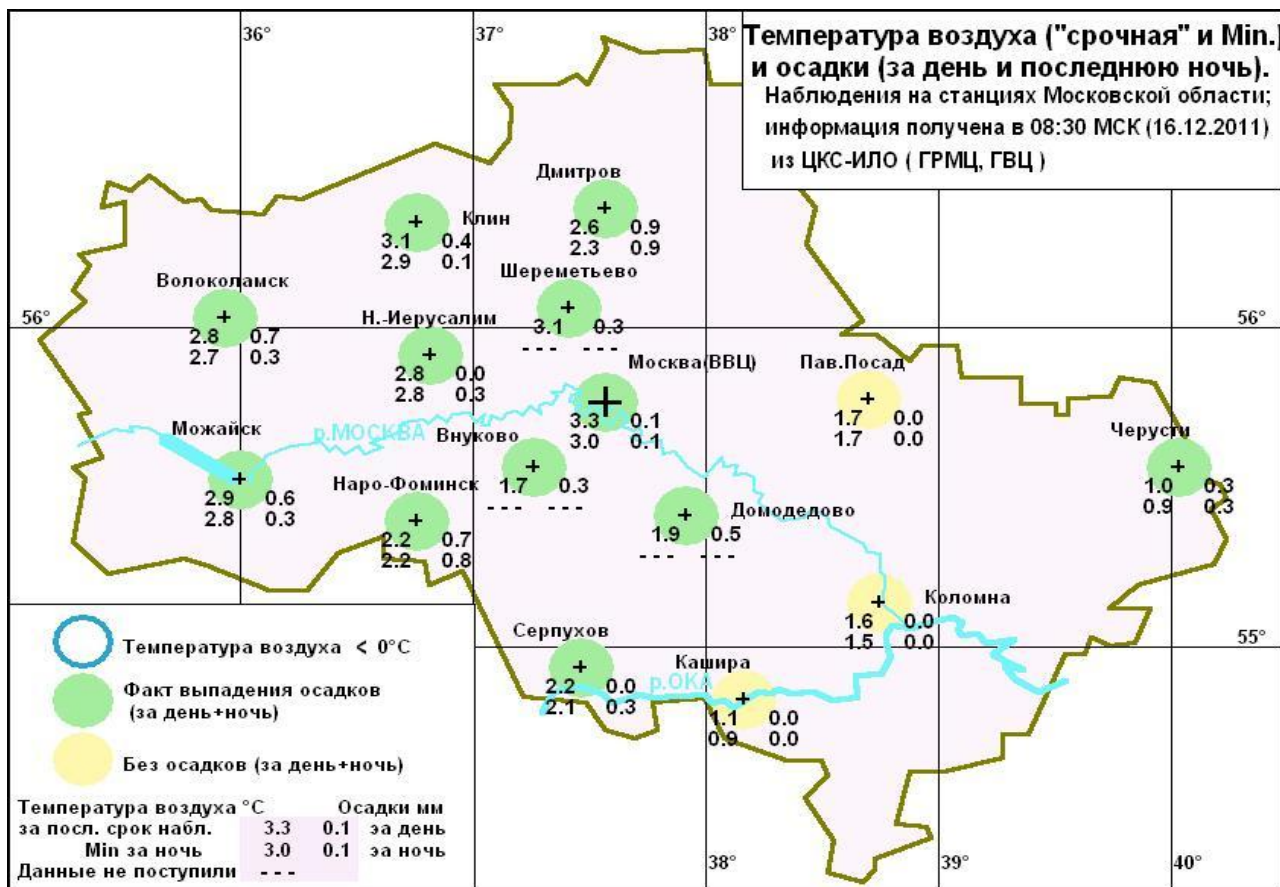 36°
37°
38°
Температура воздуха ("срочная" и Min.)
и осадки (за день и последнюю ночь).
Наблюдения на станциях Московской области;
информация получена в 08:30 МСК (16.12.2011)
из ЦКС-ИЛО ( ГРМЦ, ГВЦ )
Дмитров
2.6 0.9
2.3 0.9
Клин
3.1 0.4
2.9 0.1
Шереметьево
3.1 0.3
--- ---
Волоколамск
2.8 0.7
2.7 0.3
56°
56°
Н.-Иерусалим
2.8 0.0
2.8 0.3
Москва(ВВЦ)
3.3 0.1
3.0 0.1
Пав.Посад
1.7 0.0
1.7 0.0
Можайск
2.9 0.6
2.8 0.3
р.МОСКВА
Внуково
1.7 0.3
--- ---
Черусти
1.0 0.3
0.9 0.3
Наро-Фоминск
2.2 0.7
2.2 0.8
Домодедово
1.9 0.5
--- ---
Коломна
1.6 0.0
1.5 0.0
55°
Серпухов
2.2 0.0
2.1 0.3
р.ОКА
Кашира
1.1 0.0
0.9 0.0
Температура воздуха < 0°C
Факт выпадения осадков
(за день+ночь)
Без осадков (за день+ночь)
Температура воздуха °C Осадки мм
за посл. срок набл. 3.3 0.1 эа день
Min за ночь 3.0 0.1 эа ночь
Данные не поступили ---
38°
39°
40°